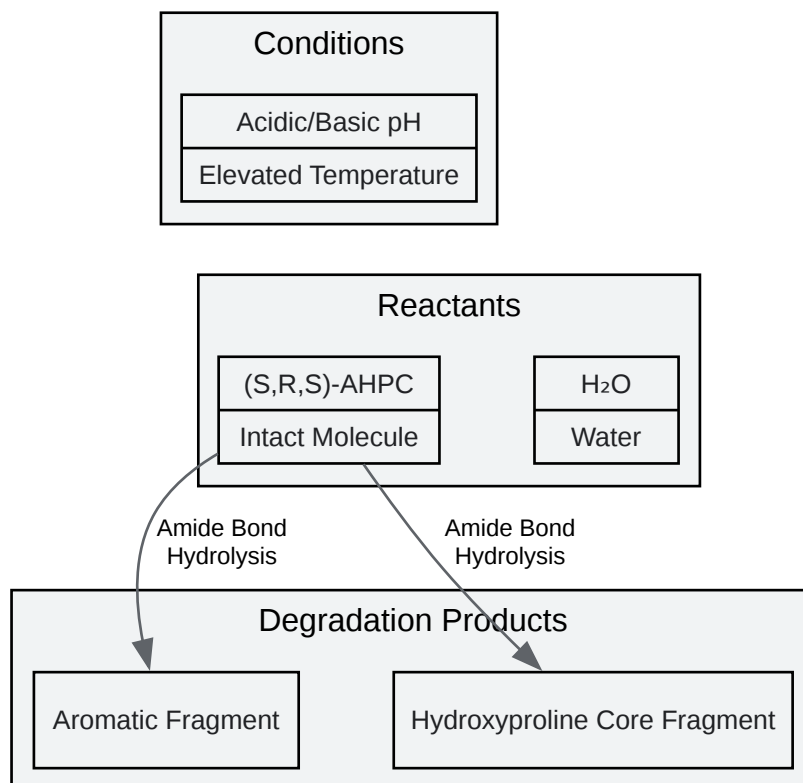 Conditions
Acidic/Basic pH
Elevated Temperature
Reactants
(S,R,S)-AHPC
Intact Molecule
H₂O
Water
Amide Bond
Hydrolysis
Amide Bond
Hydrolysis
Degradation Products
Aromatic Fragment
Hydroxyproline Core Fragment